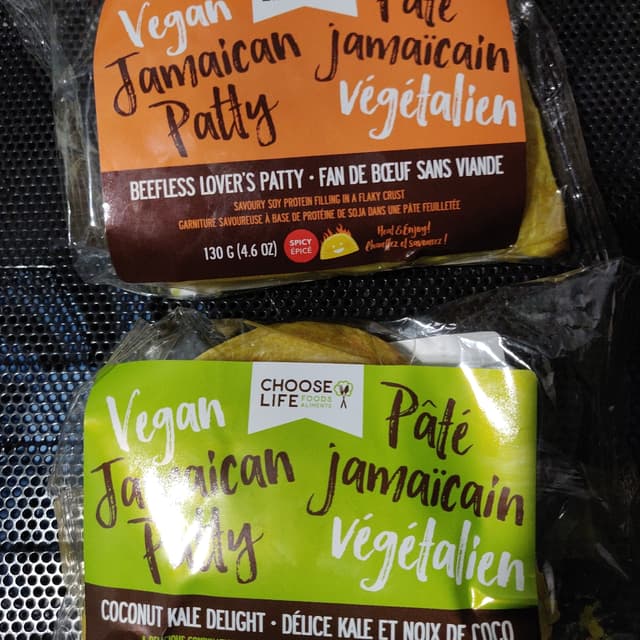 Vegan
Jamaican
Patty
Pâté
jamaïcain
végétalien
BEEFLESS LOVER'S PATTY • FAN DE BŒUF SANS VIANDE
SAVOURY SOY PROTEIN FILLING IN A FLAKY CRUST
GARNITURE SAVOUREUSE À BASE DE PROTÉINE DE SOJA DANS UNE PÂTE FEUILLETÉE
130 G (4.6 OZ)
SPICY
ÉPICÉ
Heat & Enjoy!
Chauffez et savourez!
CHOOSE
LIFE FOODS
ALIMENTS
Vegan
Jamaican
Patty
Pâté
jamaïcain
végétalien
COCONUT KALE DELIGHT • DÉLICE KALE ET NOIX DE COCO